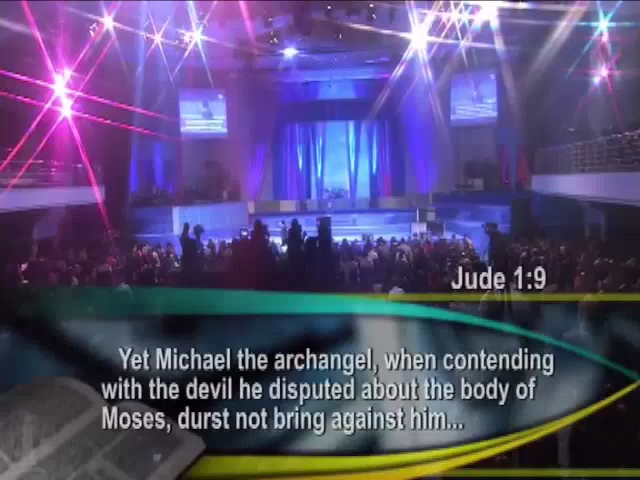 Jude 1:9
Yet Michael the archangel, when contending
with the devil he disputed about the body of
Moses, durst not bring against him...